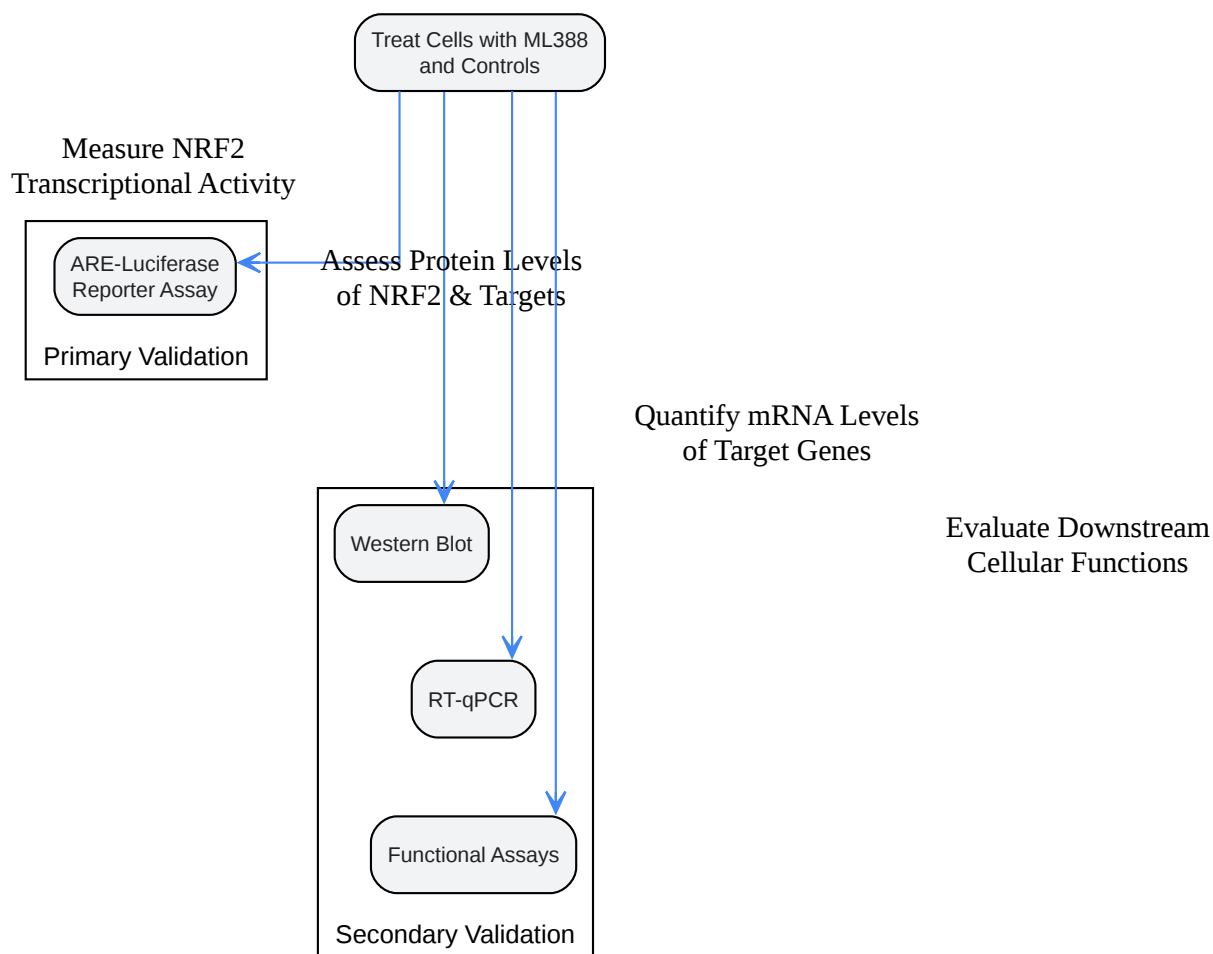 Treat Cells with ML388
and Controls
Measure NRF2
Transcriptional Activity
ARE-Luciferase
Reporter Assay
Primary Validation
Assess Protein Levels
of NRF2 & Targets
Quantify mRNA Levels
of Target Genes
Evaluate Downstream
Cellular Functions
Western Blot
RT-qPCR
Functional Assays
Secondary Validation